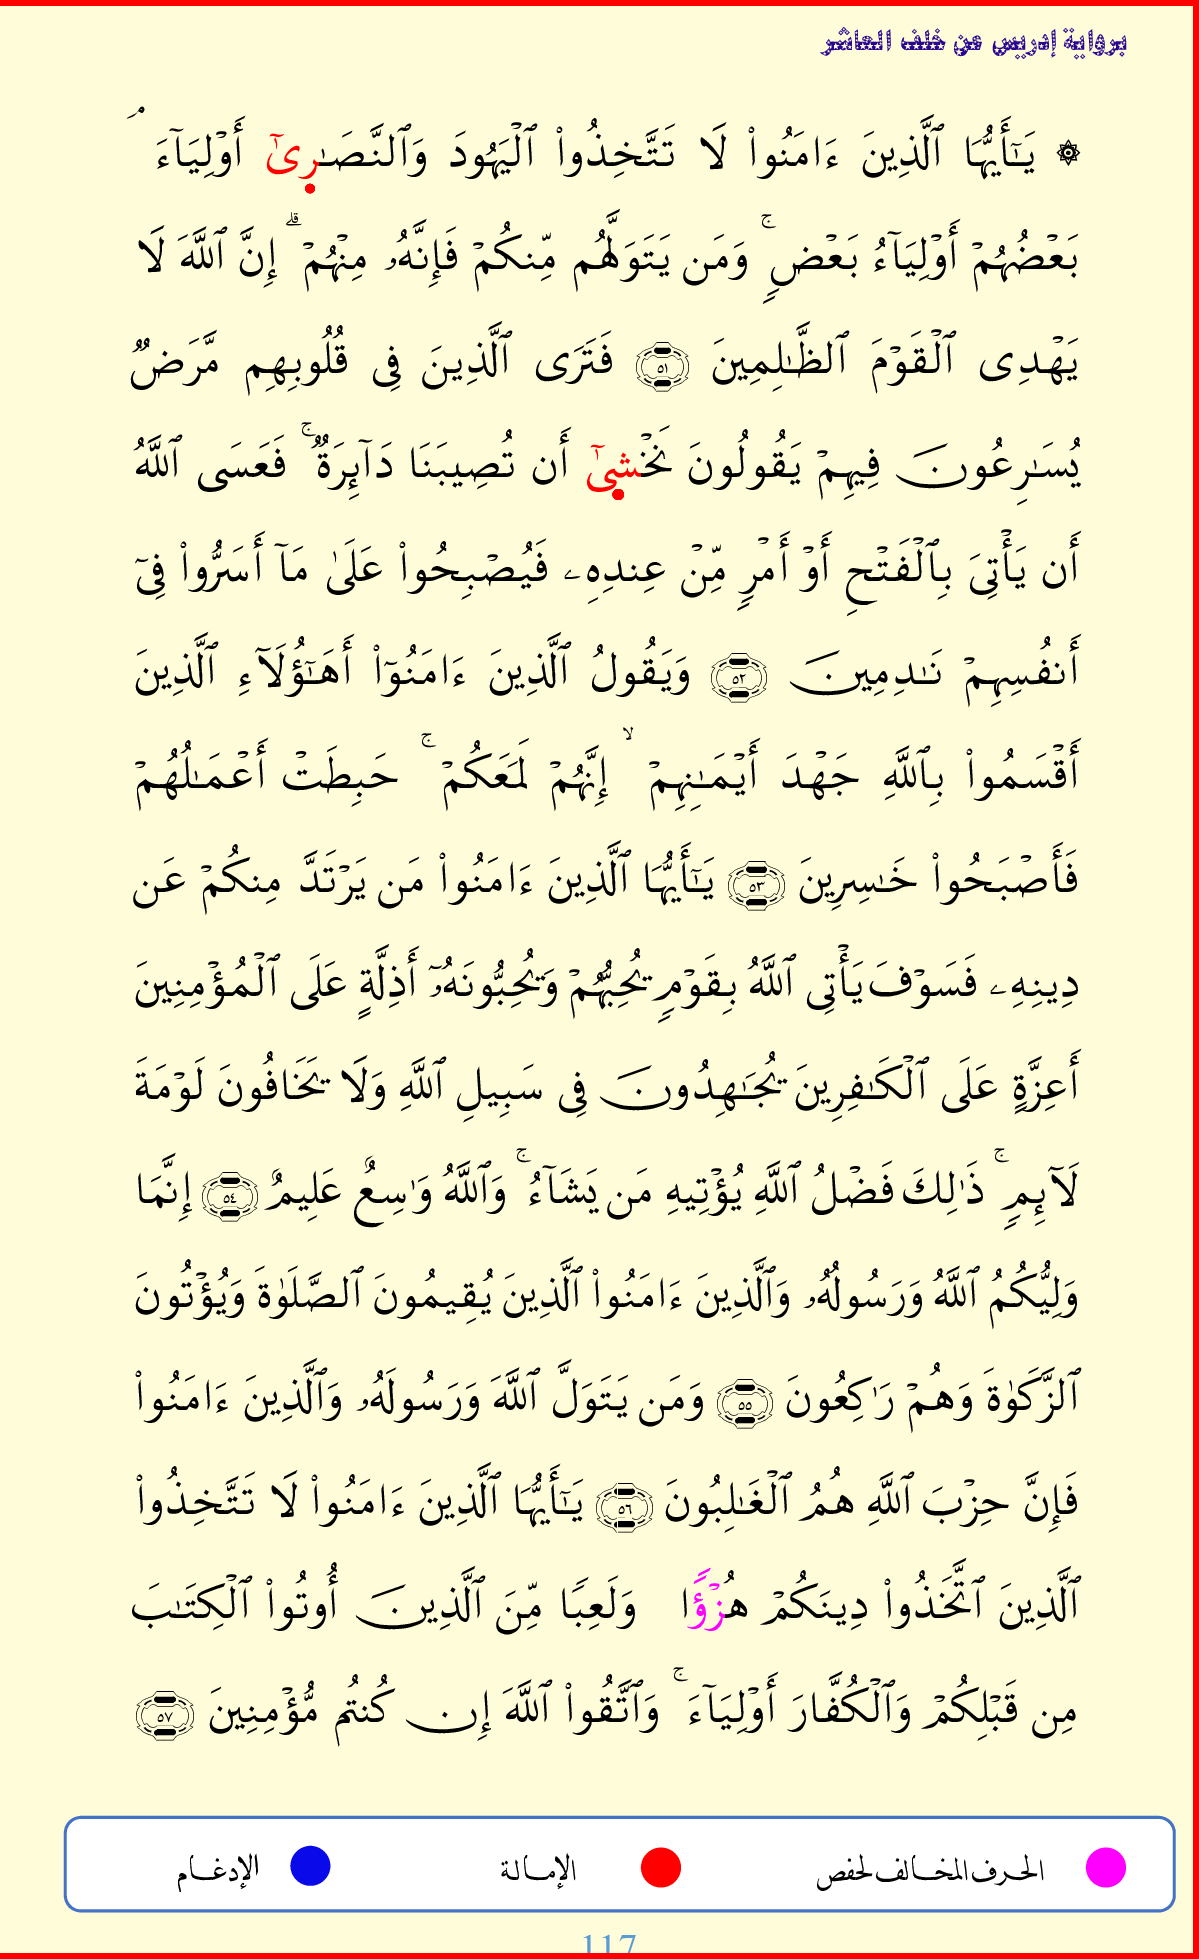 برواية إدريس عن خلف العاشر
۞ يَـٰٓأَيُّهَا ٱلَّذِينَ ءَامَنُوا۟ لَا تَتَّخِذُوا۟ ٱلْيَهُودَ وَٱلنَّصَـٰرِىٰٓ أَوْلِيَآءَ ۘ
بَعْضُهُمْ أَوْلِيَآءُ بَعْضٍۢ ۚ وَمَن يَتَوَلَّهُم مِّنكُمْ فَإِنَّهُۥ مِنْهُمْ ۗ إِنَّ ٱللَّهَ لَا
يَهْدِى ٱلْقَوْمَ ٱلظَّـٰلِمِينَ ٥١ فَتَرَى ٱلَّذِينَ فِى قُلُوبِهِم مَّرَضٌۭ
يُسَـٰرِعُونَ فِيهِمْ يَقُولُونَ نَخْشِىٰٓ أَن تُصِيبَنَا دَآئِرَةٌۭ ۚ فَعَسَى ٱللَّهُ
أَن يَأْتِىَ بِٱلْفَتْحِ أَوْ أَمْرٍۢ مِّنْ عِندِهِۦ فَيُصْبِحُوا۟ عَلَىٰ مَآ أَسَرُّوا۟ فِىٓ
أَنفُسِهِمْ نَـٰدِمِينَ ٥٢ وَيَقُولُ ٱلَّذِينَ ءَامَنُوٓا۟ أَهَـٰٓؤُلَآءِ ٱلَّذِينَ
أَقْسَمُوا۟ بِٱللَّهِ جَهْدَ أَيْمَـٰنِهِمْ ۙ إِنَّهُمْ لَمَعَكُمْ ۚ حَبِطَتْ أَعْمَـٰلُهُمْ
فَأَصْبَحُوا۟ خَـٰسِرِينَ ٥٣ يَـٰٓأَيُّهَا ٱلَّذِينَ ءَامَنُوا۟ مَن يَرْتَدَّ مِنكُمْ عَن
دِينِهِۦ فَسَوْفَ يَأْتِى ٱللَّهُ بِقَوْمٍۢ يُحِبُّهُمْ وَيُحِبُّونَهُۥٓ أَذِلَّةٍ عَلَى ٱلْمُؤْمِنِينَ
أَعِزَّةٍ عَلَى ٱلْكَـٰفِرِينَ يُجَـٰهِدُونَ فِى سَبِيلِ ٱللَّهِ وَلَا يَخَافُونَ لَوْمَةَ
لَآئِمٍۢ ۚ ذَٰلِكَ فَضْلُ ٱللَّهِ يُؤْتِيهِ مَن يَشَآءُ ۚ وَٱللَّهُ وَٰسِعٌ عَلِيمٌ ٥٤ إِنَّمَا
وَلِيُّكُمُ ٱللَّهُ وَرَسُولُهُۥ وَٱلَّذِينَ ءَامَنُوا۟ ٱلَّذِينَ يُقِيمُونَ ٱلصَّلَوٰةَ وَيُؤْتُونَ
ٱلزَّكَوٰةَ وَهُمْ رَٰكِعُونَ ٥٥ وَمَن يَتَوَلَّ ٱللَّهَ وَرَسُولَهُۥ وَٱلَّذِينَ ءَامَنُوا۟
فَإِنَّ حِزْبَ ٱللَّهِ هُمُ ٱلْغَـٰلِبُونَ ٥٦ يَـٰٓأَيُّهَا ٱلَّذِينَ ءَامَنُوا۟ لَا تَتَّخِذُوا۟
ٱلَّذِينَ ٱتَّخَذُوا۟ دِينَكُمْ هُزْؤًۭا وَلَعِبًۭا مِّنَ ٱلَّذِينَ أُوتُوا۟ ٱلْكِتَـٰبَ
مِن قَبْلِكُمْ وَٱلْكُفَّارَ أَوْلِيَآءَ ۚ وَٱتَّقُوا۟ ٱللَّهَ إِن كُنتُم مُّؤْمِنِينَ ٥٧
الحرف المخالف لحفص الإمالة الإدغام
117